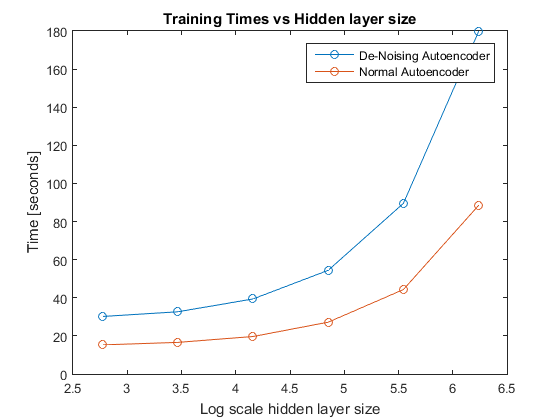 Training Times vs Hidden layer size
De-Noising Autoencoder
Normal Autoencoder
180
160
140
120
100
80
60
40
20
0
Time [seconds]
2.5 3 3.5 4 4.5 5 5.5 6 6.5
Log scale hidden layer size